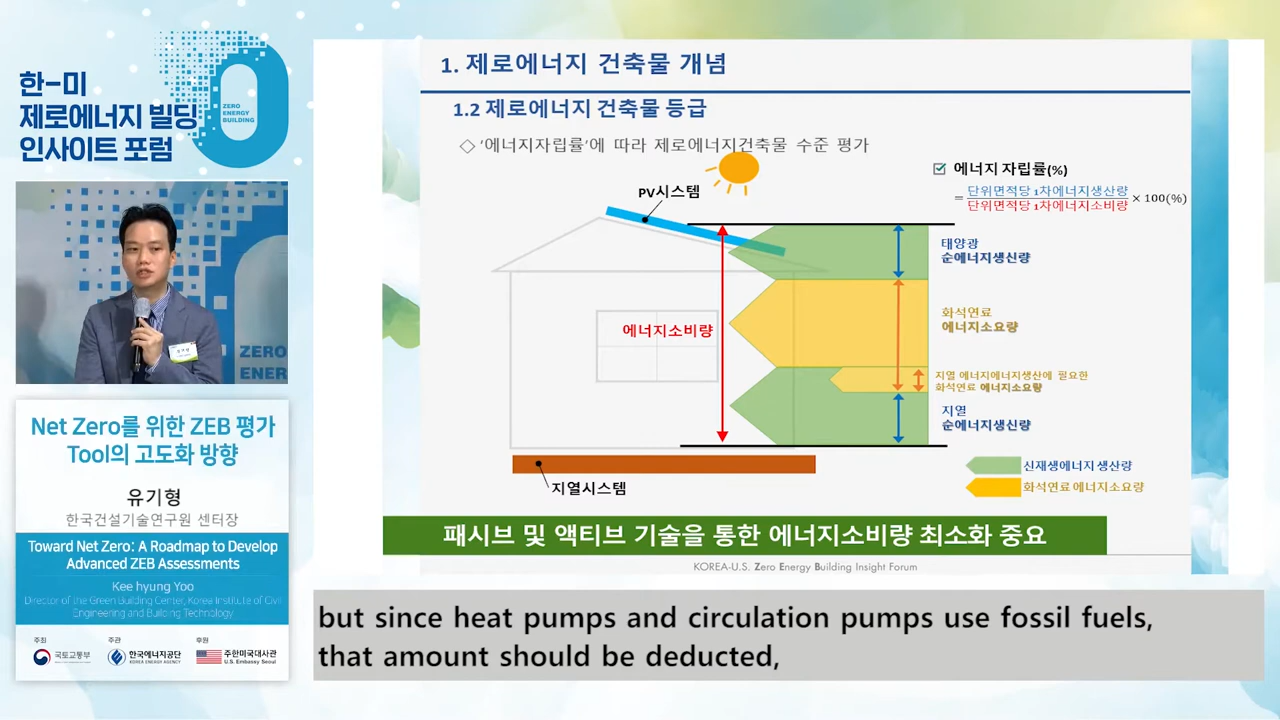 한-미
제로에너지 빌딩
인사이트 포럼
ZERO
ENERGY
BUILDING
ZERO
ENER
Net Zero를 위한 ZEB 평가
Tool의 고도화 방향
유기형
한국건설기술연구원 센터장
Toward Net Zero: A Roadmap to Develop
Advanced ZEB Assessments
Kee hyung Yoo
Director of the Green Building Center, Korea Institute of Civil
Engineering and Building Technology
주최
주관
후원
국토교통부
한국에너지공단
KOREA ENERGY AGENCY
주한미국대사관
U.S. Embassy Seoul
1. 제로에너지 건축물 개념
1.2 제로에너지 건축물 등급
◇ '에너지자립률'에 따라 제로에너지건축물 수준 평가
PV시스템
에너지 자립률(%)
= 단위면적당 1차에너지생산량
단위면적당 1차에너지소비량 × 100(%)
태양광
순에너지생신량
에너지소비량
화석연료
에너지소요량
지열 에너지에너지생산에 필요한
화석연료 에너지소요량
지열
순에너지생신량
신재생에너지 생산량
화석연료 에너지소요량
지열시스템
패시브 및 액티브 기술을 통한 에너지소비량 최소화 중요
KOREA-U.S. Zero Energy Building Insight Forum
but since heat pumps and circulation pumps use fossil fuels,
that amount should be deducted,